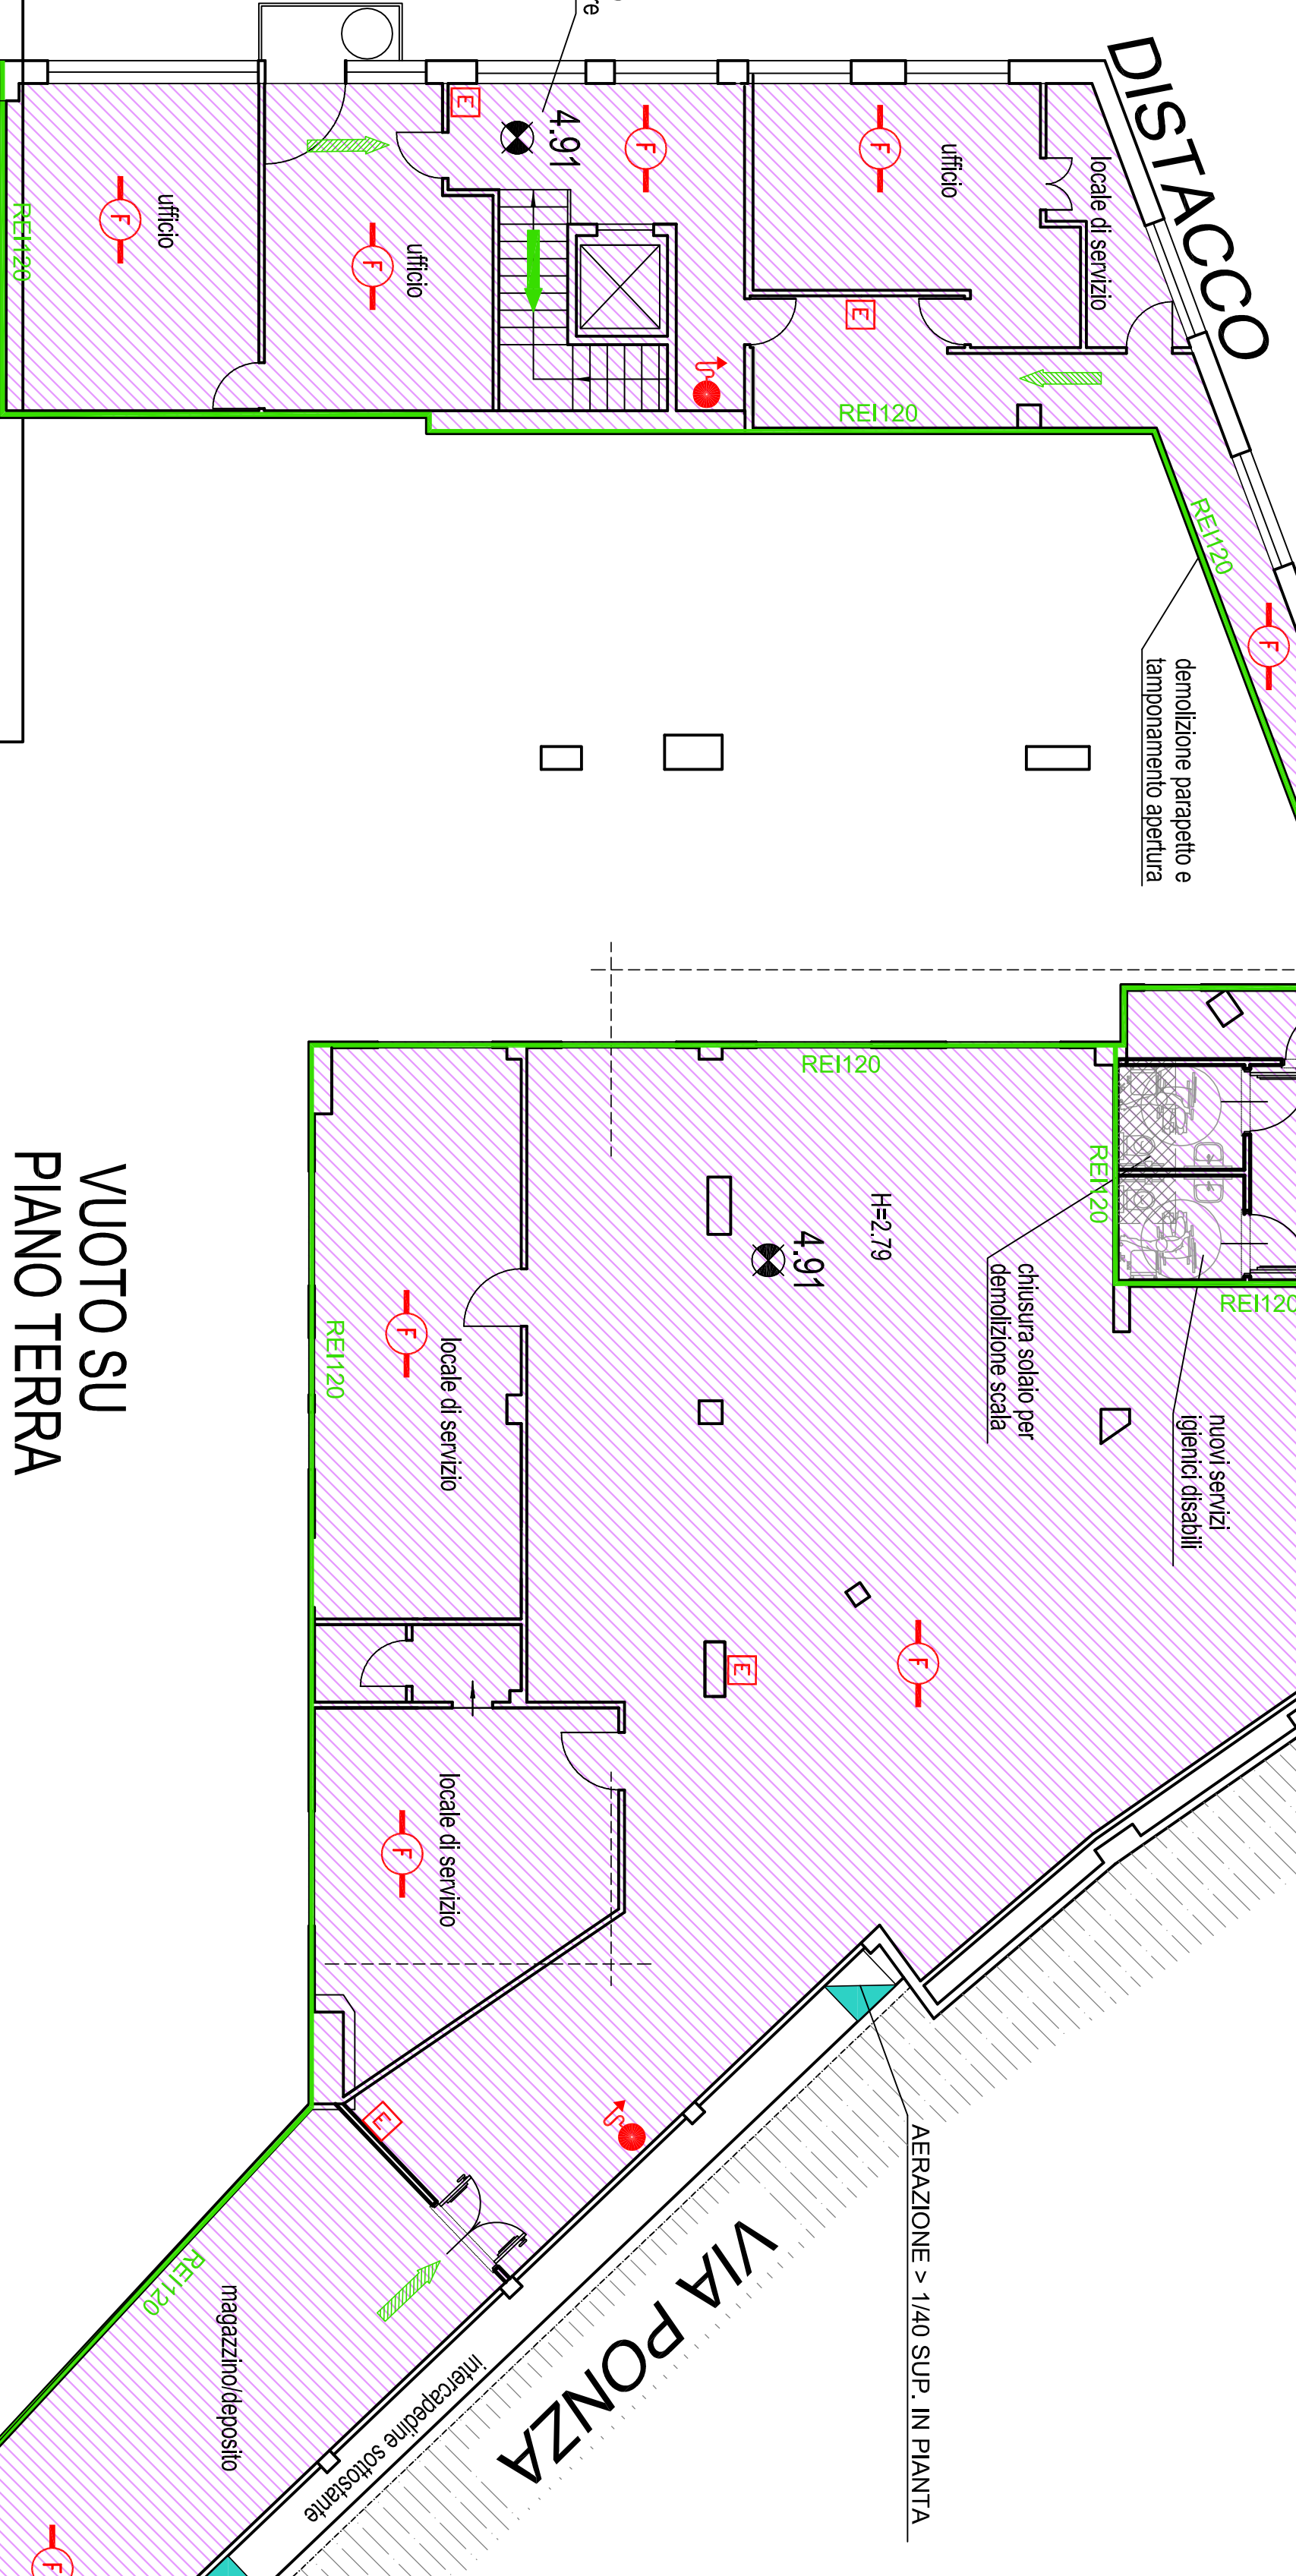 DISTACCO
re
E
4.91
F
F
ufficio
locale di servizio
ufficio
F
ufficio
F
E
REI120
REI120
REI120
F
demolizione parapetto e
tamponamento apertura
REI120
REI120
REI120
H=2.79
4.91
chiusura solaio per
demolizione scala
nuovi servizi
igienici disabili
VUOTO SU
PIANO TERRA
REI120
F
locale di servizio
E
F
locale di servizio
F
E
AERAZIONE > 1/40 SUP. IN PIANTA
VIA PONZA
REI120
magazzino/deposito
intercapedine sottostante
F